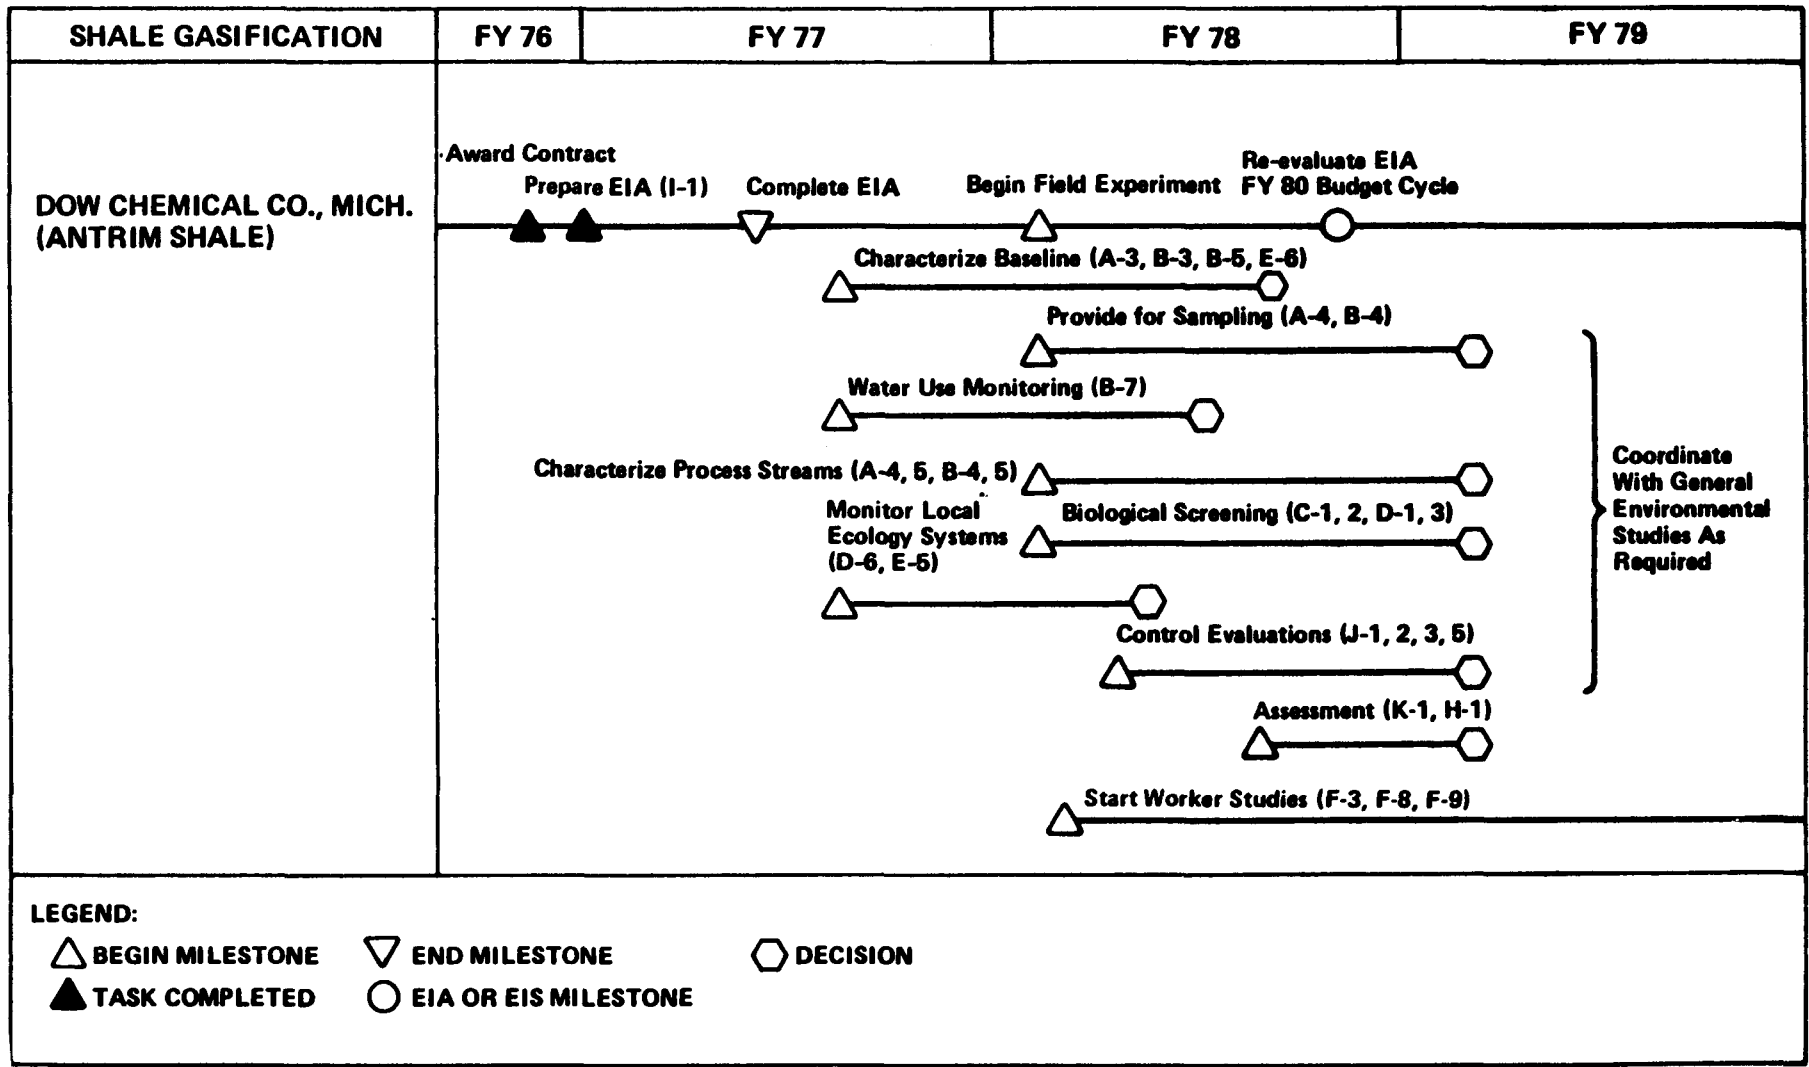 SHALE GASIFICATION
FY 76
FY 77
FY 78
FY 79
DOW CHEMICAL CO., MICH.
(ANTRIM SHALE)
Award Contract
Prepare EIA (I-1)
Complete EIA
Begin Field Experiment
Re-evaluate EIA
FY 80 Budget Cycle
Characterize Baseline (A-3, B-3, B-5, E-6)
Provide for Sampling (A-4, B-4)
Water Use Monitoring (B-7)
Characterize Process Streams (A-4, 5, B-4, 5)
Monitor Local
Ecology Systems
(D-6, E-5)
Biological Screening (C-1, 2, D-1, 3)
Control Evaluations (J-1, 2, 3, 5)
Assessment (K-1, H-1)
Start Worker Studies (F-3, F-8, F-9)
Coordinate
With General
Environmental
Studies As
Required
LEGEND:
BEGIN MILESTONE
END MILESTONE
DECISION
TASK COMPLETED
EIA OR EIS MILESTONE